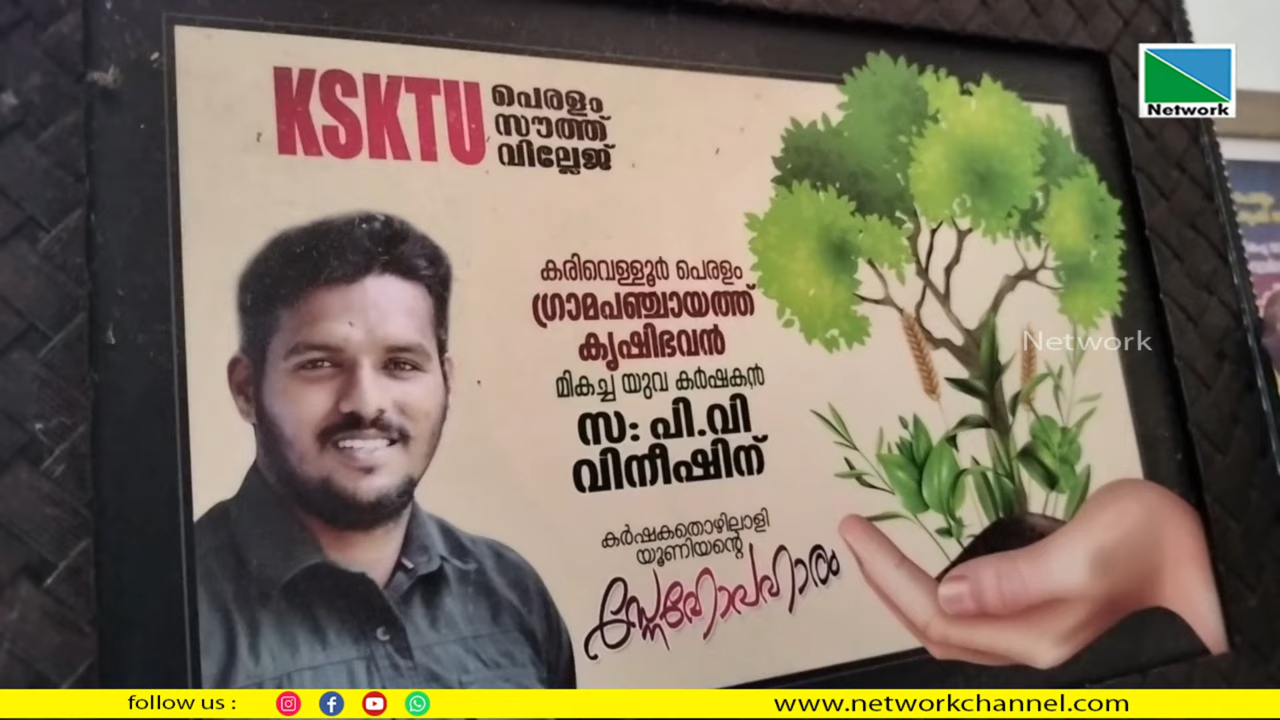 KSKTU പെരളം
സൗത്ത്
വില്ലേജ്
Network
കരിവെള്ളൂർ പെരളം
ഗ്രാമപഞ്ചായത്ത്
കൃഷിഭവൻ
മികച്ച യുവ കർഷകൻ
സ: പി.വി
വിനീഷിന്
Network
കർഷകതൊഴിലാളി
യൂണിയന്റെ
സ്നേഹോപഹാരം
follow us :
www.networkchannel.com